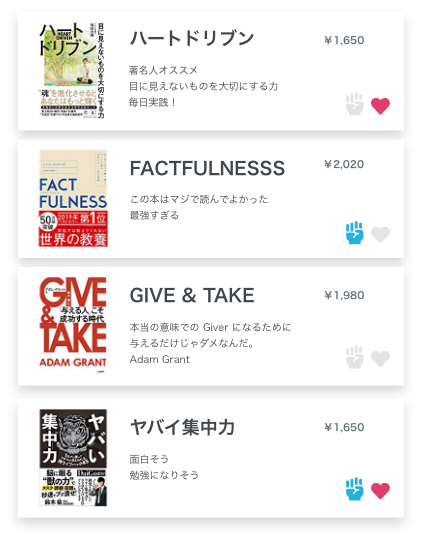 ハート
ドリブン
HEART
DRIVEN
目に見えないものを大切にする力
"魂"を進化させると
あなたはもっと輝く
ハートドリブン
¥1,650
著名人オススメ
目に見えないものを大切にする力
毎日実践！
FACT
FULNESS
2019年
第1位
50万部
突破
世界の教養
FACTFULNESSS
¥2,020
この本はマジで読んでよかった
最強すぎる
GIVE
&
TAKE
「与える人」こそ
成功する時代
ADAM GRANT
GIVE & TAKE
¥1,980
本当の意味での Giver になるために
与えるだけじゃダメなんだ。
Adam Grant
ヤバい
集中力
脳に眠る
"獣の力"で
DaiGo
鈴木祐
ヤバイ集中力
¥1,650
面白そう
勉強になりそう